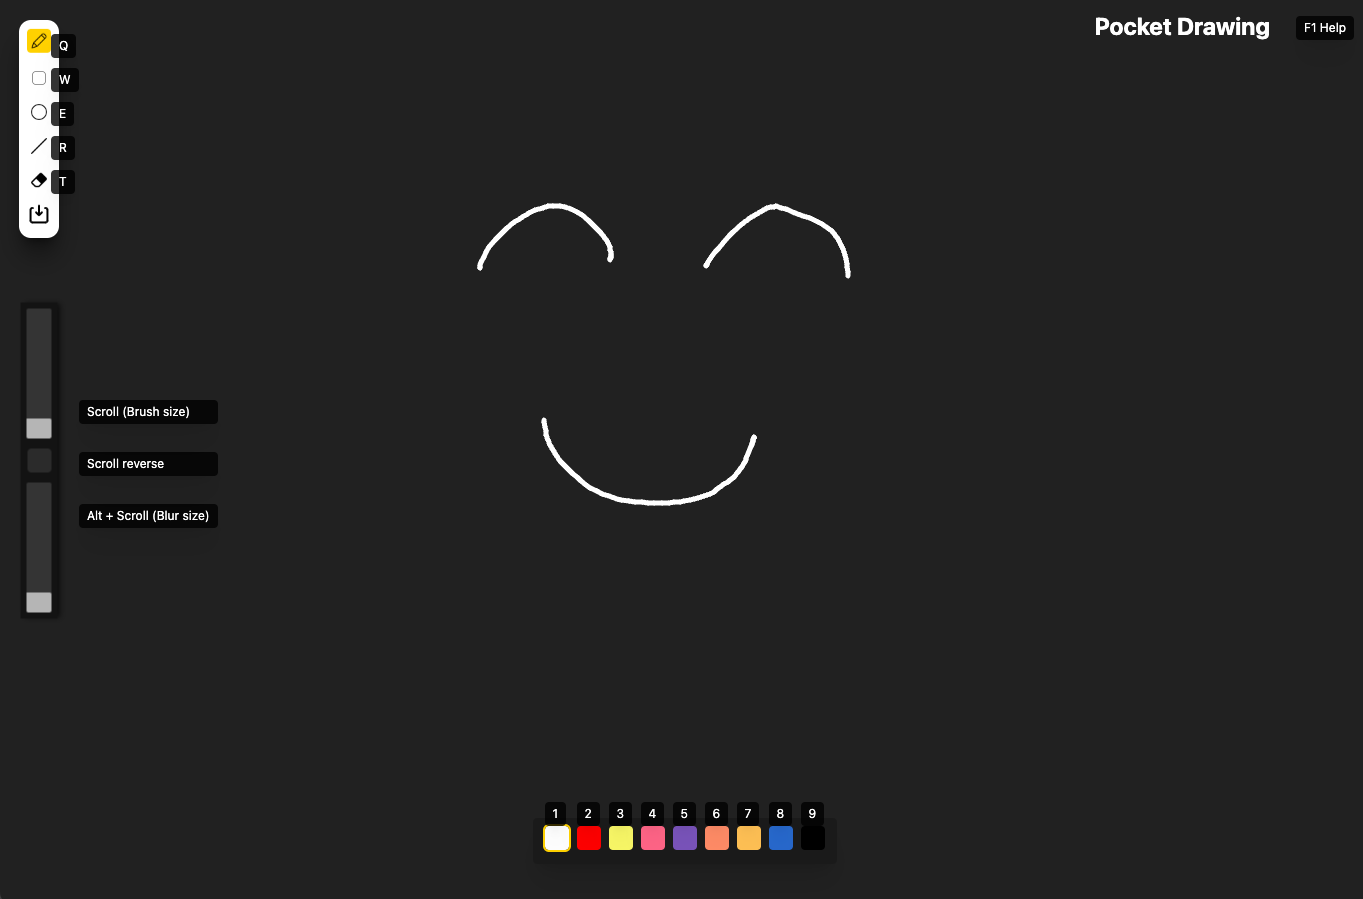 Pocket Drawing
F1 Help
Q
W
E
R
T
Scroll (Brush size)
Scroll reverse
Alt + Scroll (Blur size)
1 2 3 4 5 6 7 8 9